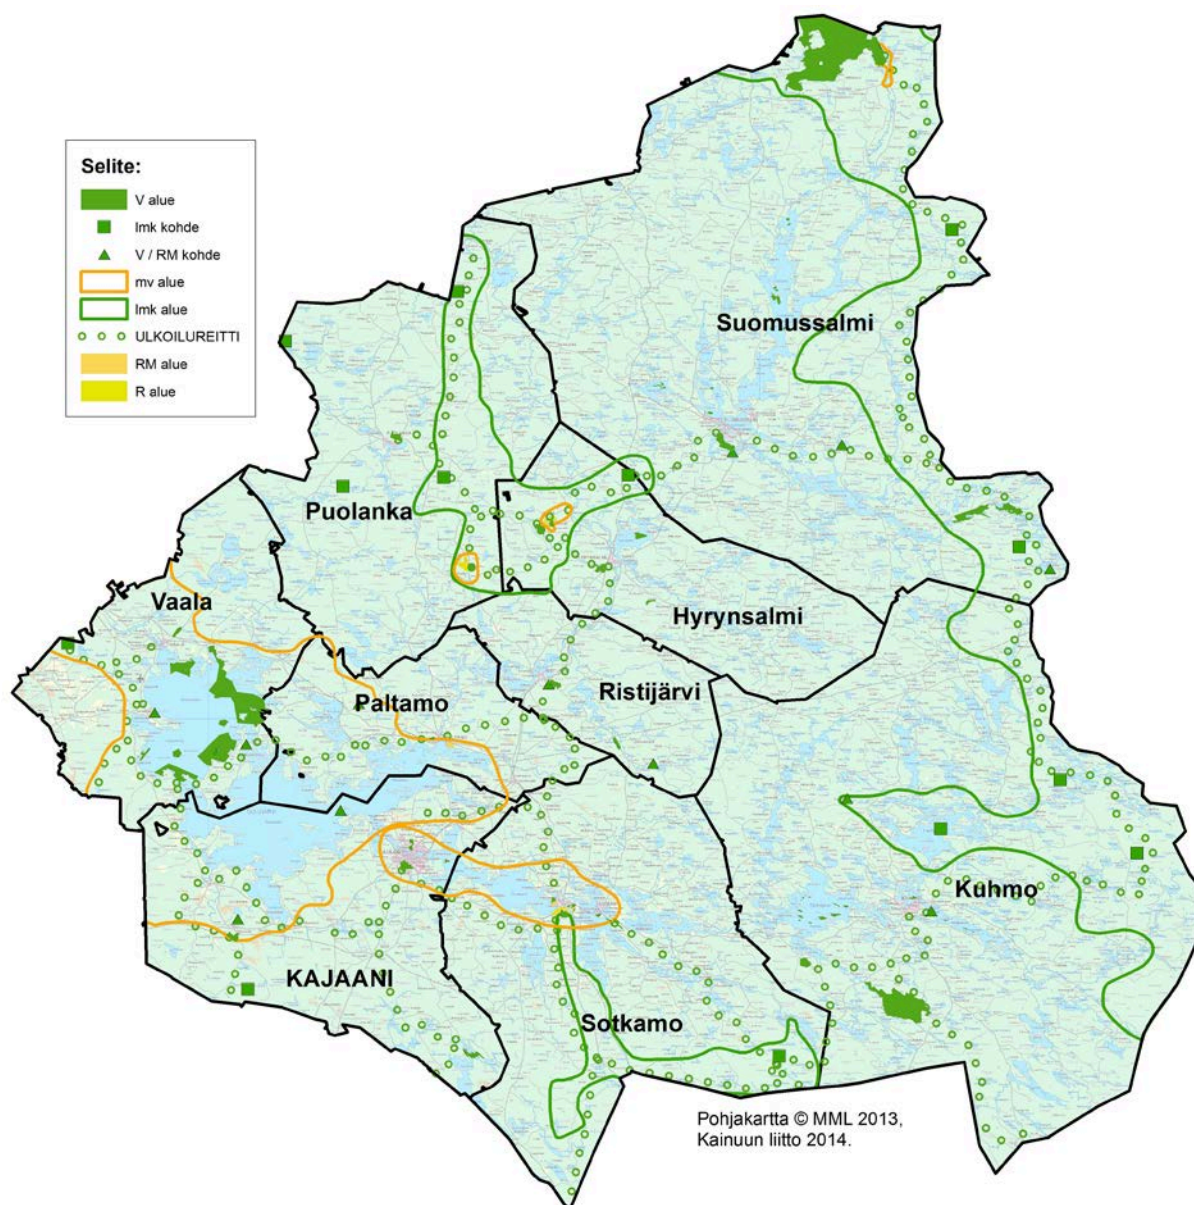 Selite:
V alue
lmk kohde
V / RM kohde
mv alue
lmk alue
ULKOILUREITTI
RM alue
R alue
Suomussalmi
Puolanka
Vaala
Hyrynsalmi
Ristijärvi
Paltamo
Kuhmo
KAJAANI
Sotkamo
Pohjakartta © MML 2013,
Kainuun liitto 2014.